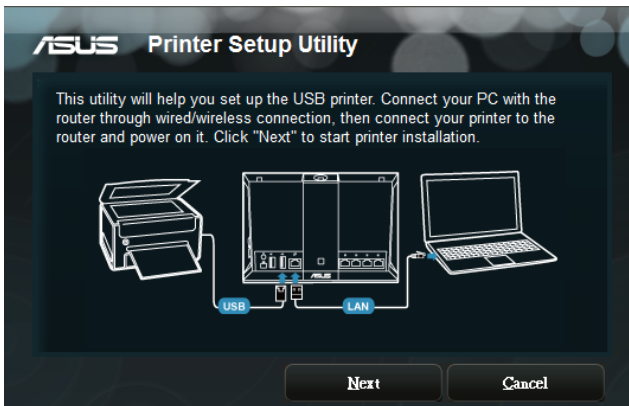 ASUS Printer Setup Utility
This utility will help you set up the USB printer. Connect your PC with the
router through wired/wireless connection, then connect your printer to the
router and power on it. Click "Next" to start printer installation.
ASUS
USB
LAN
Next
Cancel